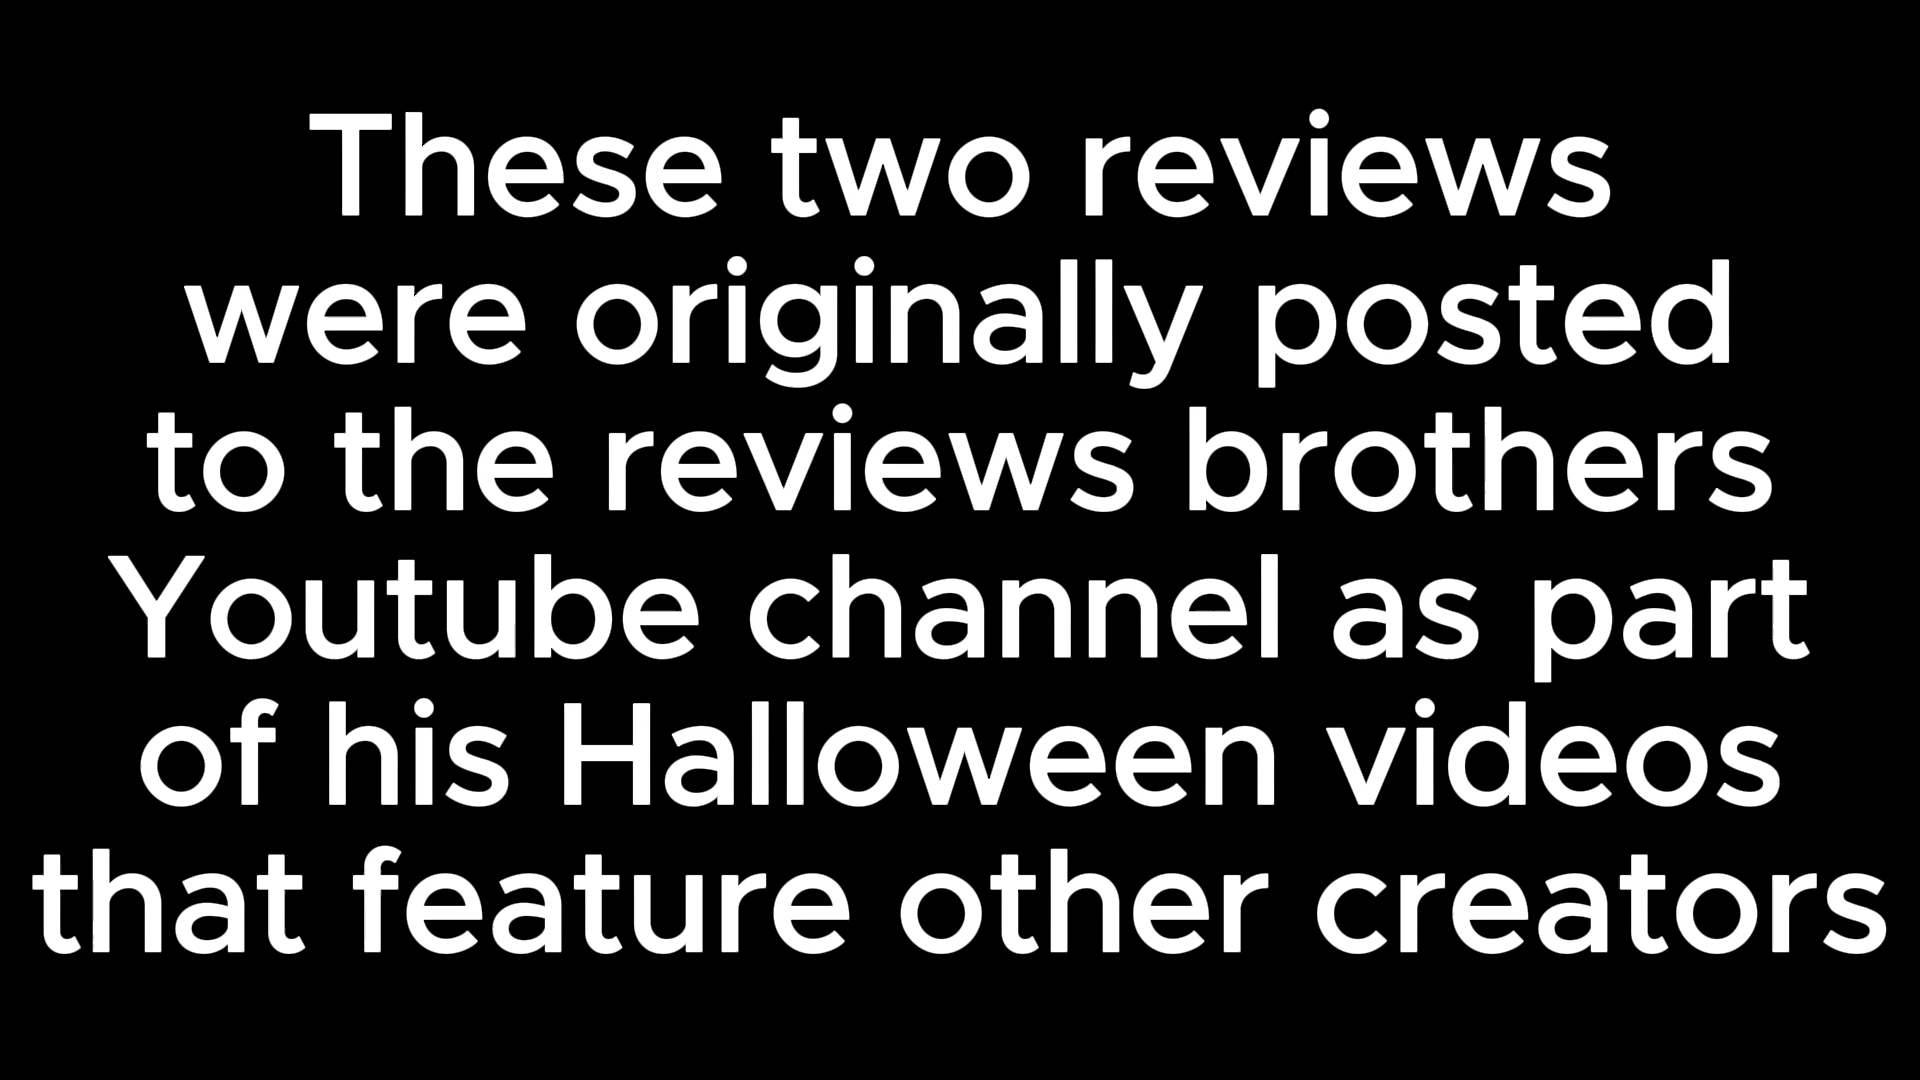 These two reviews
were originally posted
to the reviews brothers
Youtube channel as part
of his Halloween videos
that feature other creators